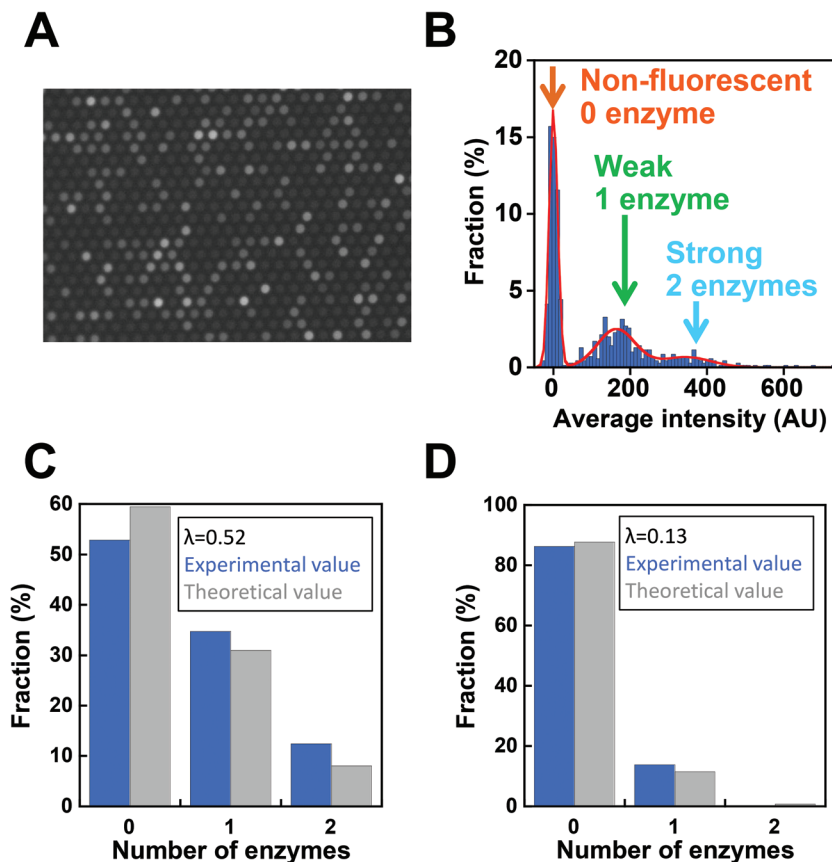 A
B
20
15
10
5
0
Fraction (%)
Non-fluorescent
0 enzyme
Weak
1 enzyme
Strong
2 enzymes
0
200
400
600
Average intensity (AU)
C
60
50
40
30
20
10
0
Fraction (%)
λ=0.52
Experimental value
Theoretical value
0
1
2
Number of enzymes
D
100
80
60
40
20
0
Fraction (%)
λ=0.13
Experimental value
Theoretical value
0
1
2
Number of enzymes